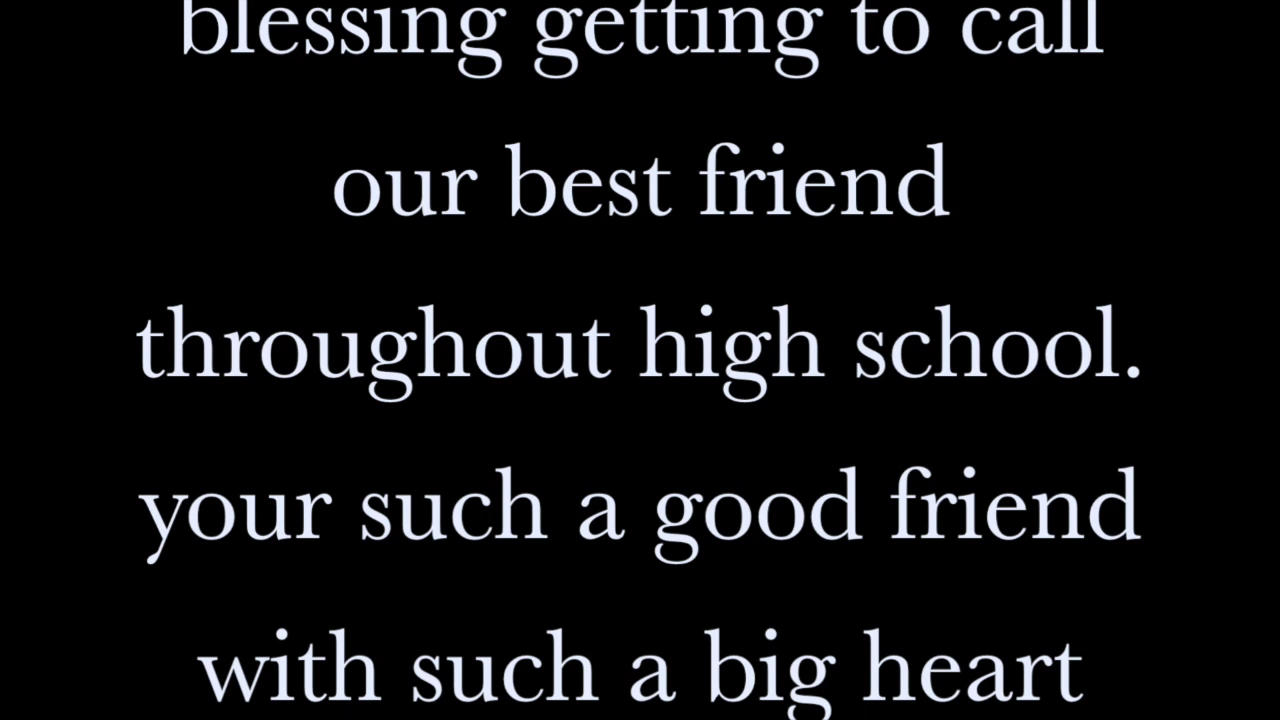 blessing getting to call
our best friend
throughout high school.
your such a good friend
with such a big heart